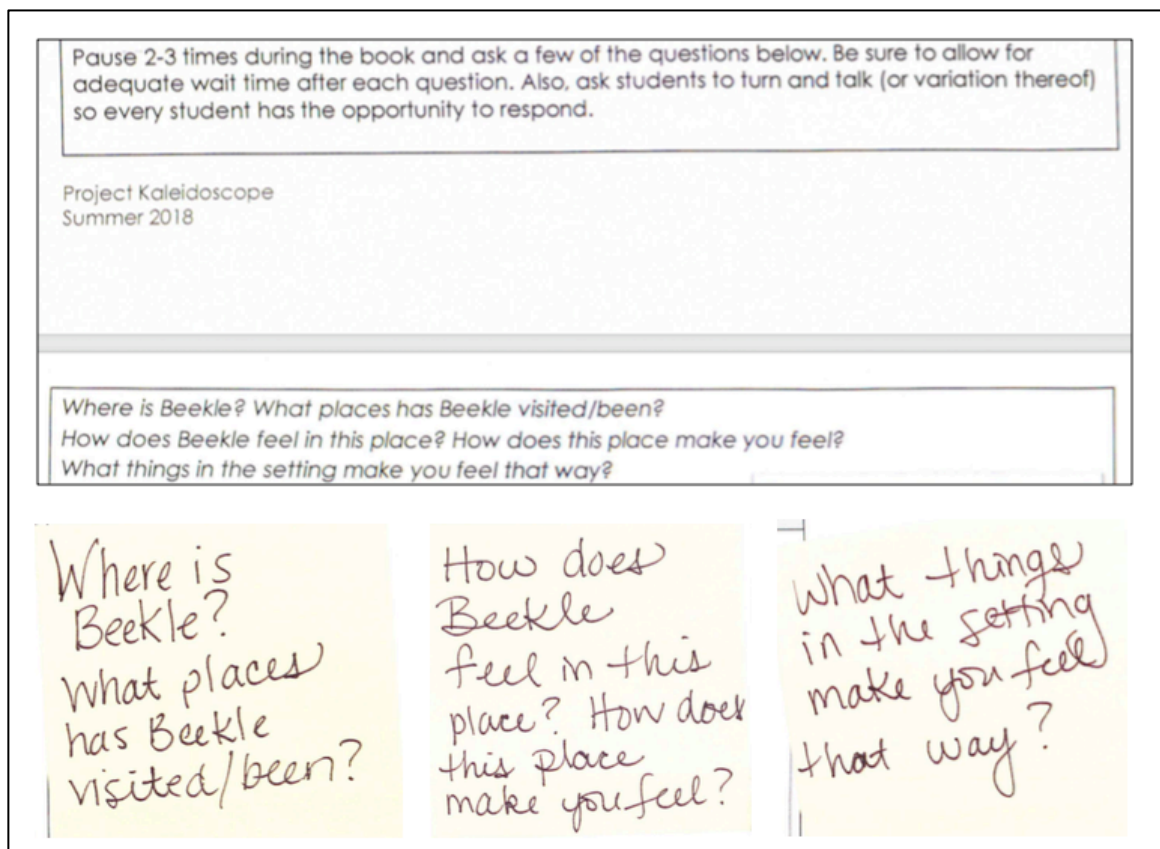 Pause 2-3 times during the book and ask a few of the questions below. Be sure to allow for
adequate wait time after each question. Also, ask students to turn and talk (or variation thereof)
so every student has the opportunity to respond.
Project Kaleidoscope
Summer 2018
Where is Beekle? What places has Beekle visited/been?
How does Beekle feel in this place? How does this place make you feel?
What things in the setting make you feel that way?
Where is
Beekle?
What places
has Beekle
visited/been?
How does
Beekle
feel in this
place? How does
this place
make you feel?
What things
in the setting
make you feel
that way?